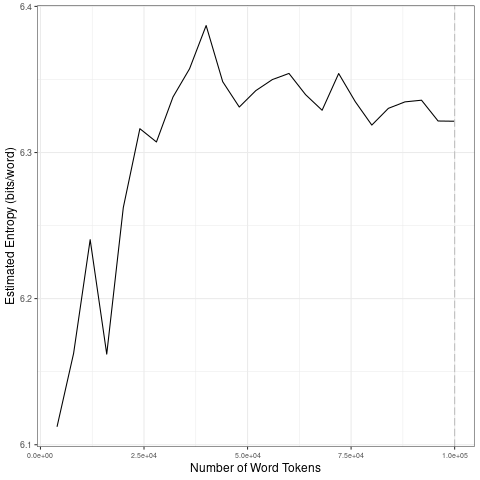 6.4
6.3
6.2
6.1
Estimated Entropy (bits/word)
0.0e+00 2.5e+04 5.0e+04 7.5e+04 1.0e+05
Number of Word Tokens